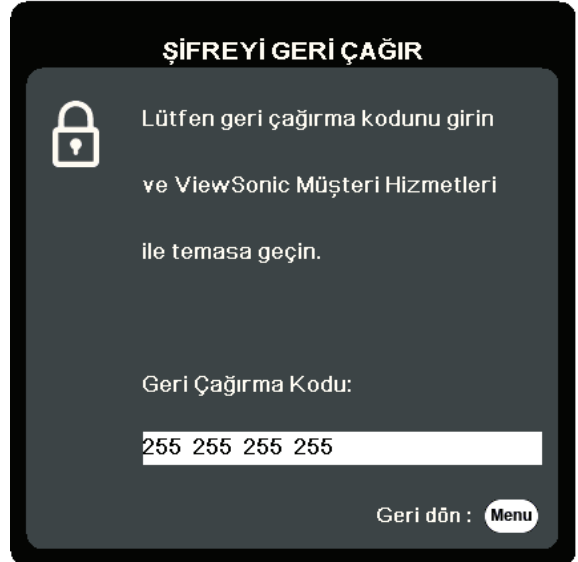 ŞİFREYİ GERİ ÇAĞIR
Lütfen geri çağırma kodunu girin
ve ViewSonic Müşteri Hizmetleri
ile temasa geçin.
Geri Çağırma Kodu:
255 255 255 255
Geri dön : Menu